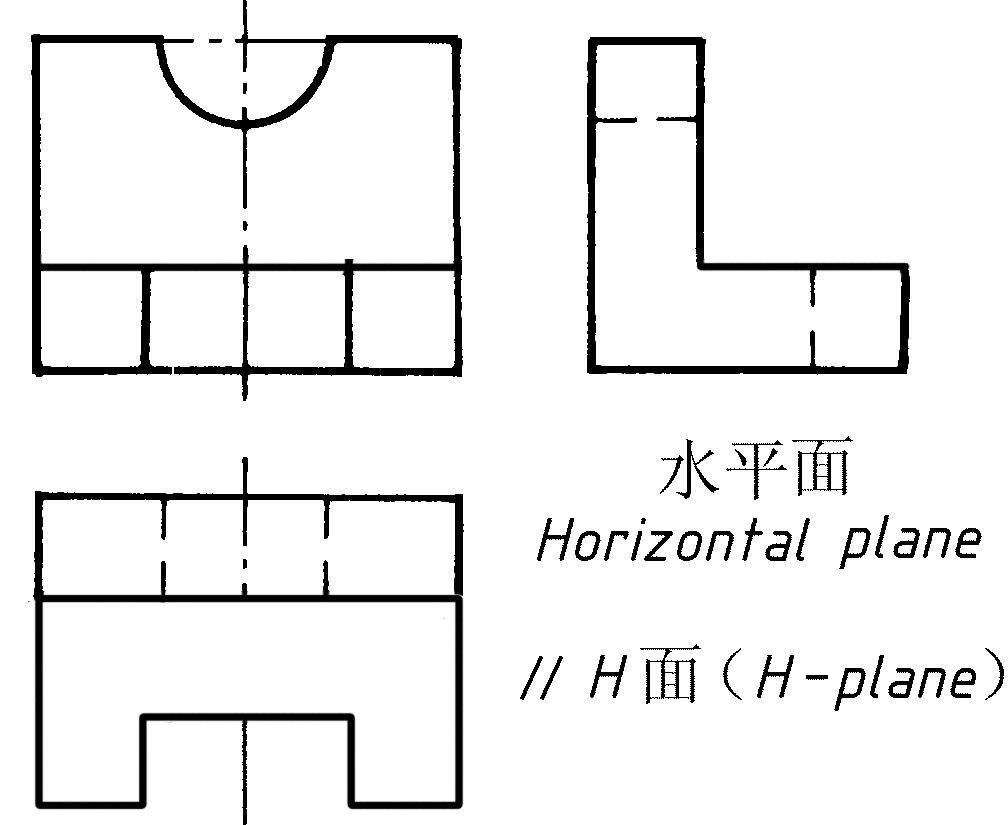 水平面
Horizontal plane
// H面（H-plane）